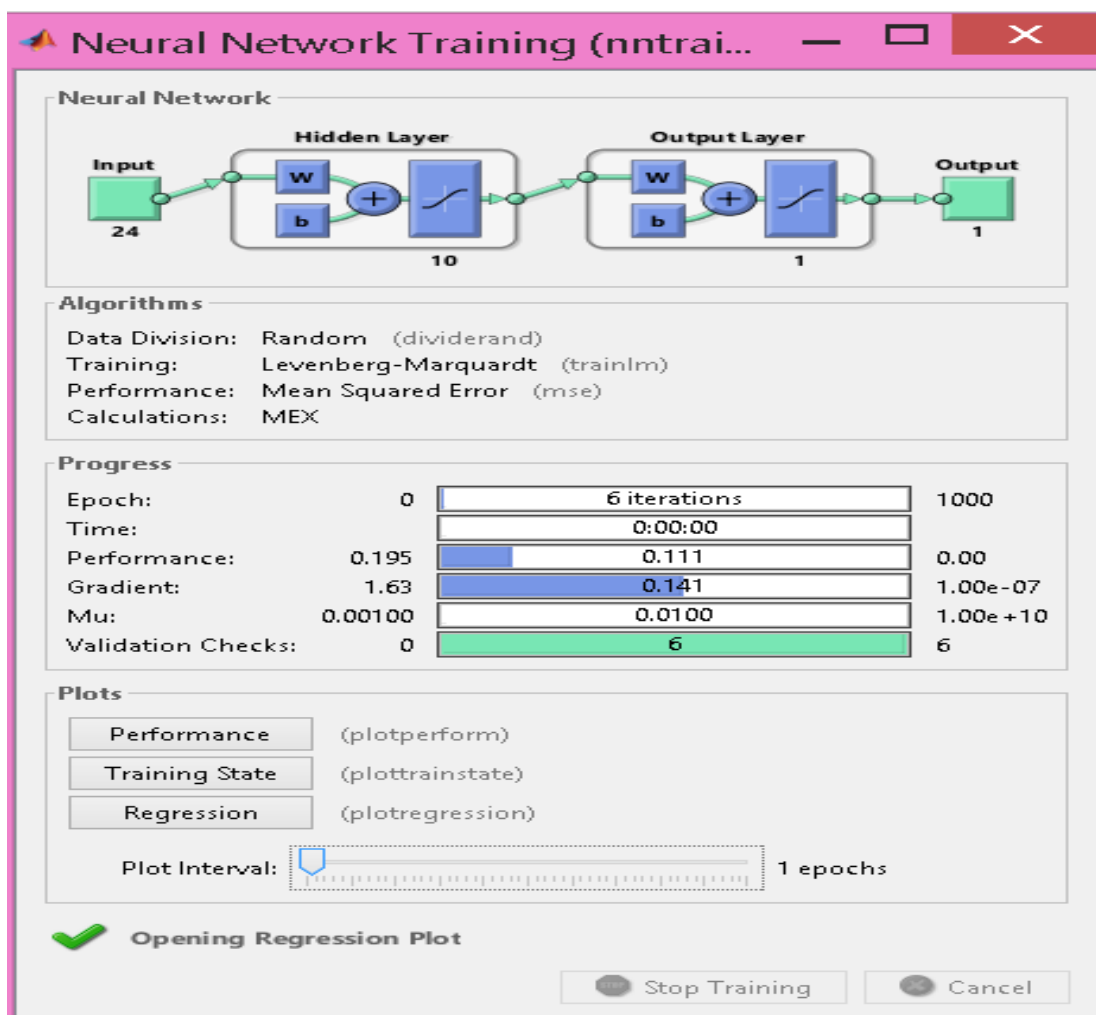 Neural Network Training (nntrai...
Neural Network
Hidden Layer Output Layer
Input Output
W W
b b
24 1
10 1
Algorithms
Data Division: Random (dividerand)
Training: Levenberg-Marquardt (trainlm)
Performance: Mean Squared Error (mse)
Calculations: MEX
Progress
Epoch: 0 6 iterations 1000
Time: 0:00:00
Performance: 0.195 0.111 0.00
Gradient: 1.63 0.141 1.00e-07
Mu: 0.00100 0.0100 1.00e+10
Validation Checks: 0 6 6
Plots
Performance (plotperform)
Training State (plottrainstate)
Regression (plotregression)
Plot Interval: 1 epochs
Opening Regression Plot
STOP Stop Training Cancel